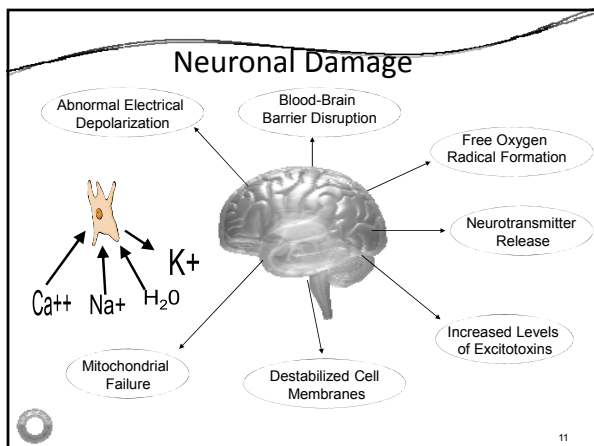 Neuronal Damage
Abnormal Electrical
Depolarization
Blood-Brain
Barrier Disruption
Free Oxygen
Radical Formation
Neurotransmitter
Release
K+
Ca++
Na+
H20
Increased Levels
of Excitotoxins
Mitochondrial
Failure
Destabilized Cell
Membranes
11